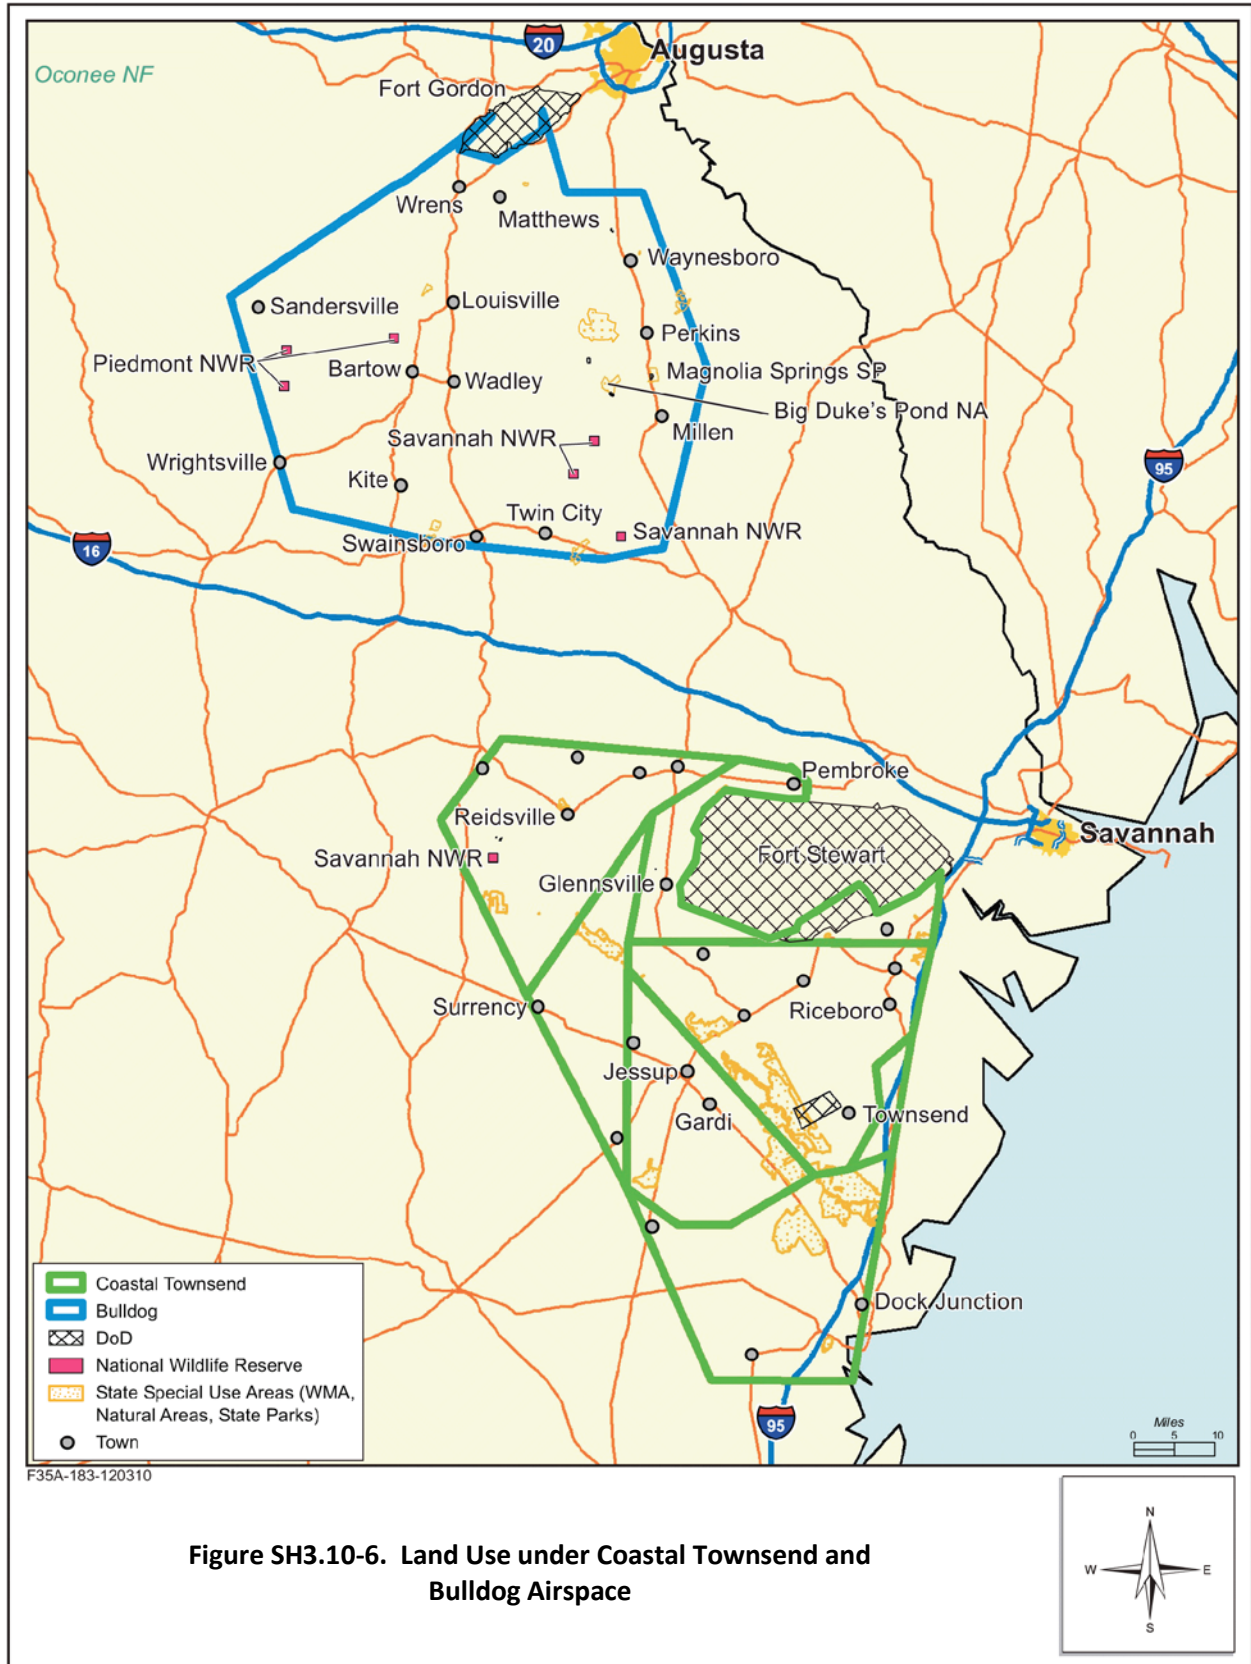 20
Augusta
Oconee NF
Fort Gordon
Wrens
Matthews
Waynesboro
Sandersville
Louisville
Perkins
Piedmont NWR
Bartow
Wadley
Magnolia Springs SP
Big Duke's Pond NA
Millen
Savannah NWR
Wrightsville
Kite
95
Twin City
Swainsboro
Savannah NWR
16
Pembroke
Reidsville
Savannah
Savannah NWR
Fort Stewart
Glennsville
Surrency
Riceboro
Jessup
Gardi
Townsend
Dock Junction
95
Coastal Townsend
Bulldog
DoD
National Wildlife Reserve
State Special Use Areas (WMA,
Natural Areas, State Parks)
Town
Miles
0 5 10
F35A-183-120310
Figure SH3.10-6. Land Use under Coastal Townsend and
Bulldog Airspace
N
W E
S